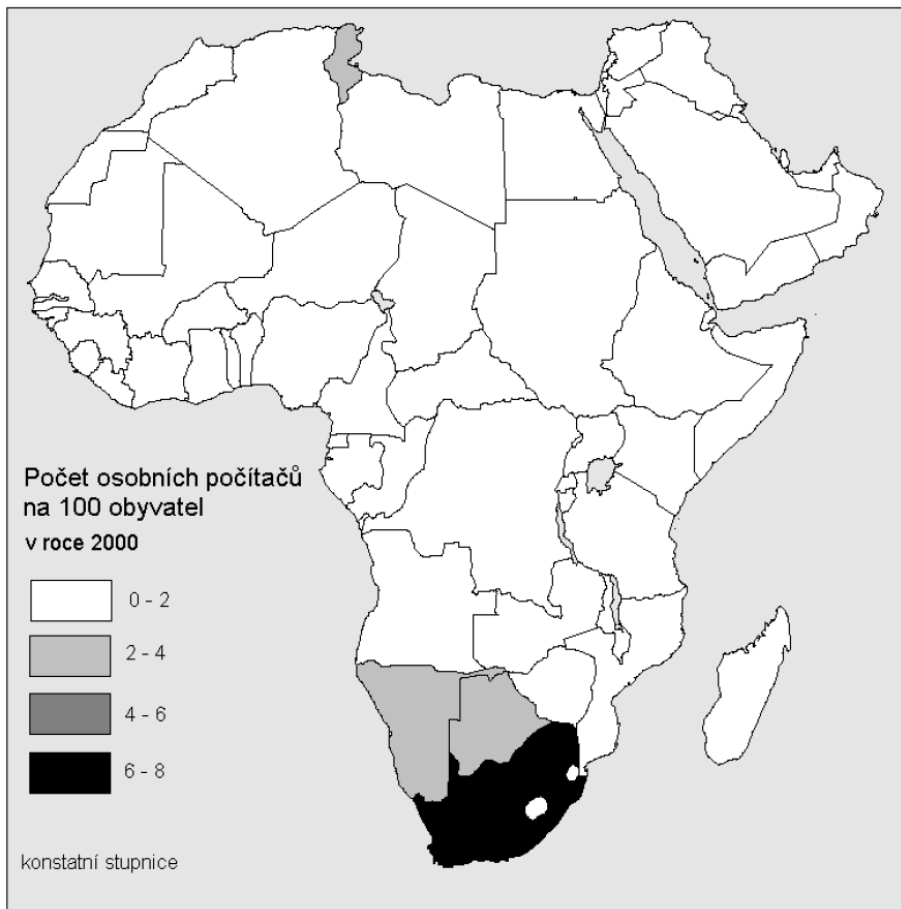 Počet osobních počítačů
na 100 obyvatel
v roce 2000
0 - 2
2 - 4
4 - 6
6 - 8
konstatní stupnice